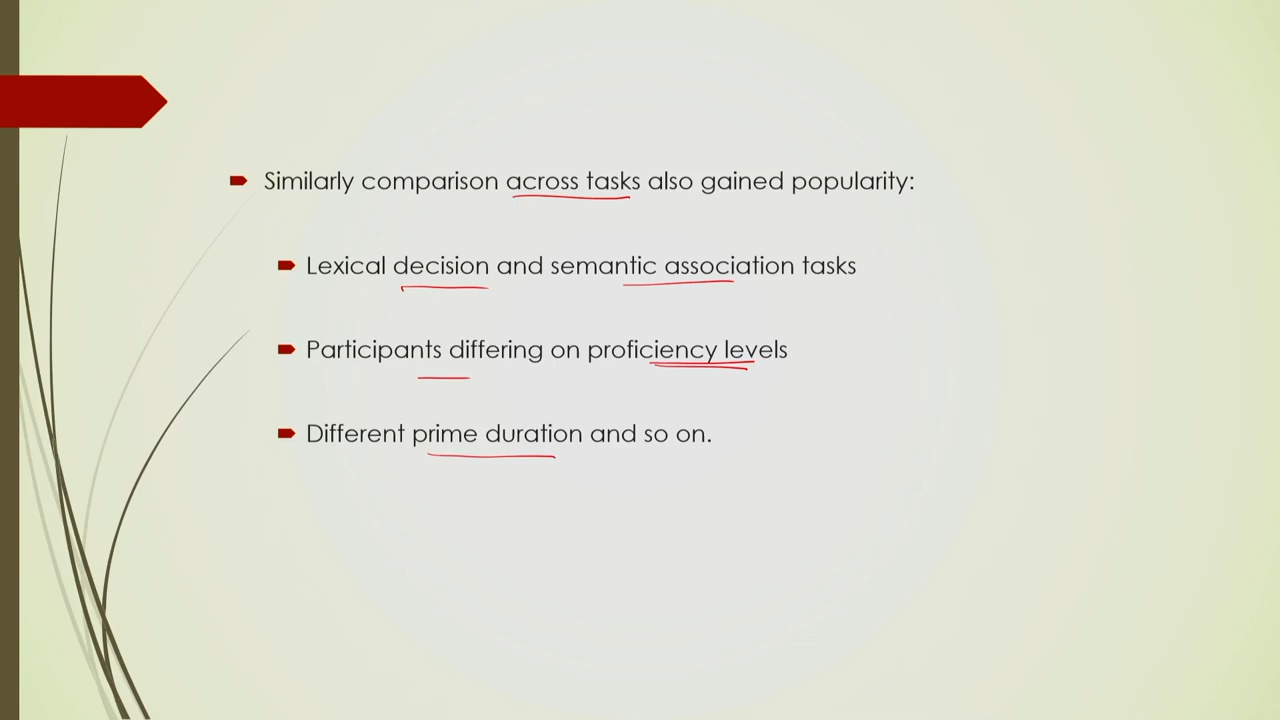 Similarly comparison across tasks also gained popularity:
Lexical decision and semantic association tasks
Participants differing on proficiency levels
Different prime duration and so on.